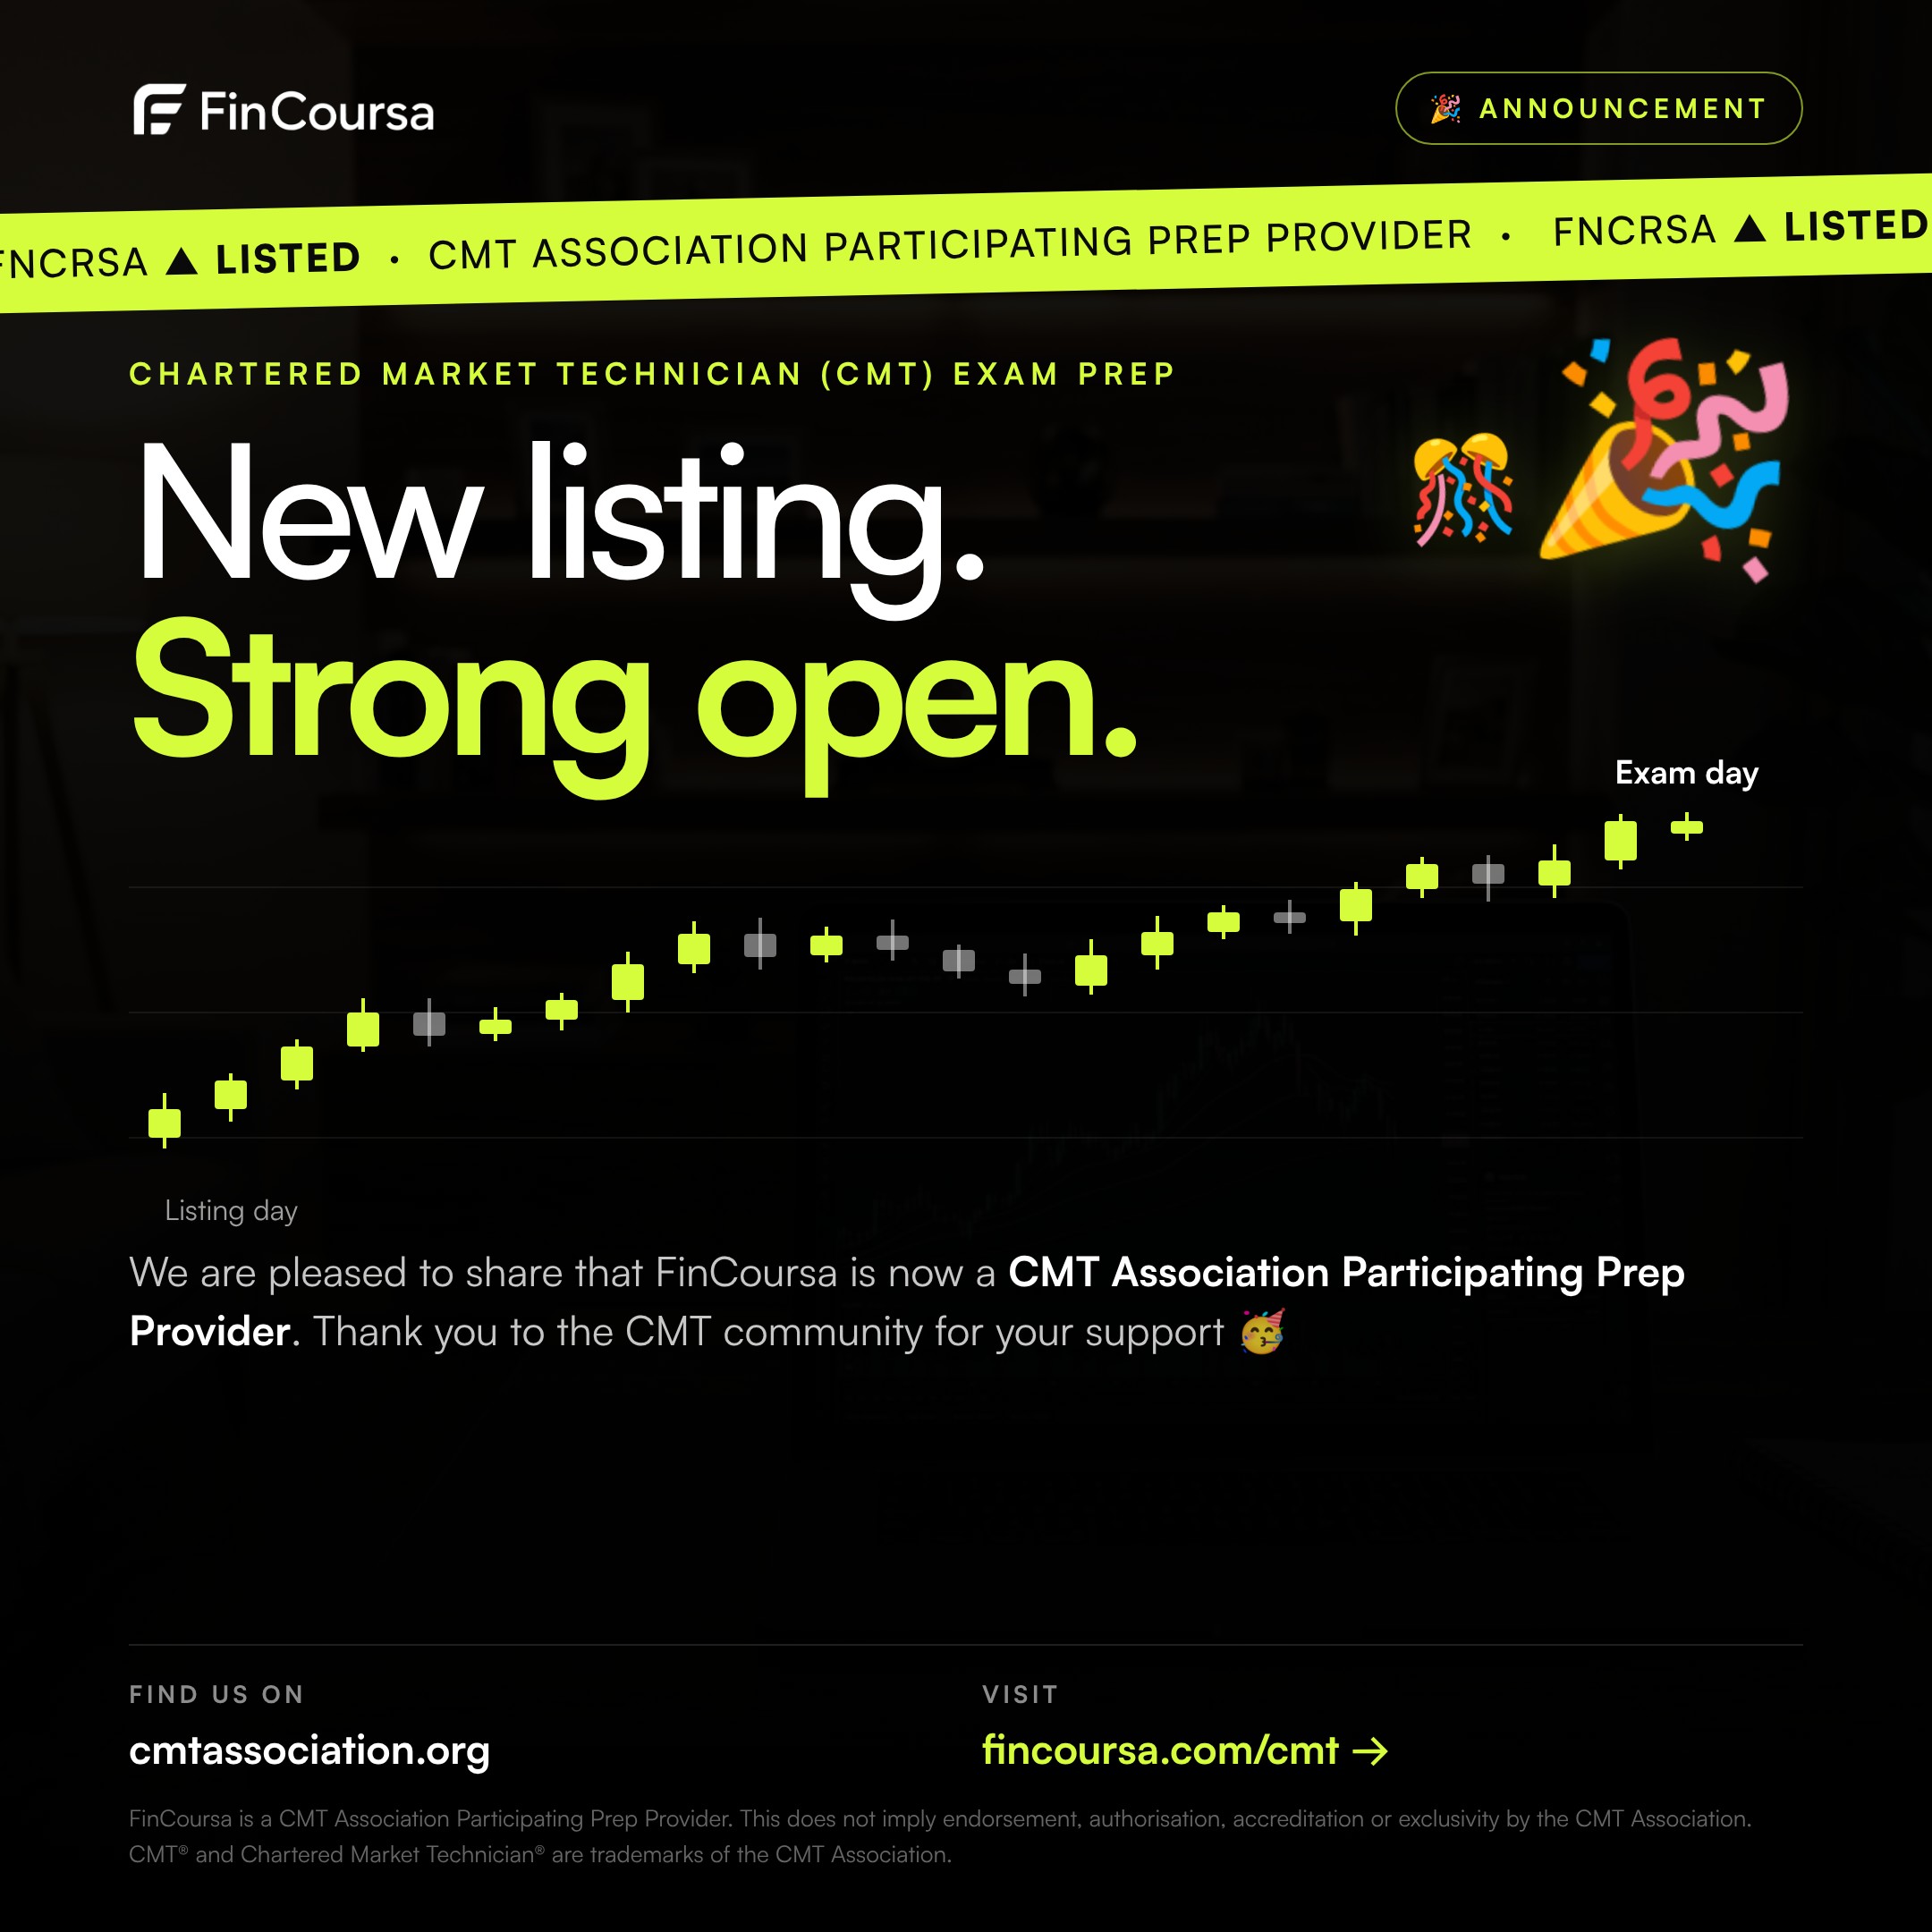 FinCoursa
🎉 ANNOUNCEMENT
FNCRSA ▲ LISTED · CMT ASSOCIATION PARTICIPATING PREP PROVIDER · FNCRSA ▲ LISTED
CHARTERED MARKET TECHNICIAN (CMT) EXAM PREP
New listing.
Strong open.
Exam day
Listing day
We are pleased to share that FinCoursa is now a CMT Association Participating Prep
Provider. Thank you to the CMT community for your support 🥳
FIND US ON
cmtassociation.org
VISIT
fincoursa.com/cmt →
FinCoursa is a CMT Association Participating Prep Provider. This does not imply endorsement, authorisation, accreditation or exclusivity by the CMT Association.
CMT® and Chartered Market Technician® are trademarks of the CMT Association.